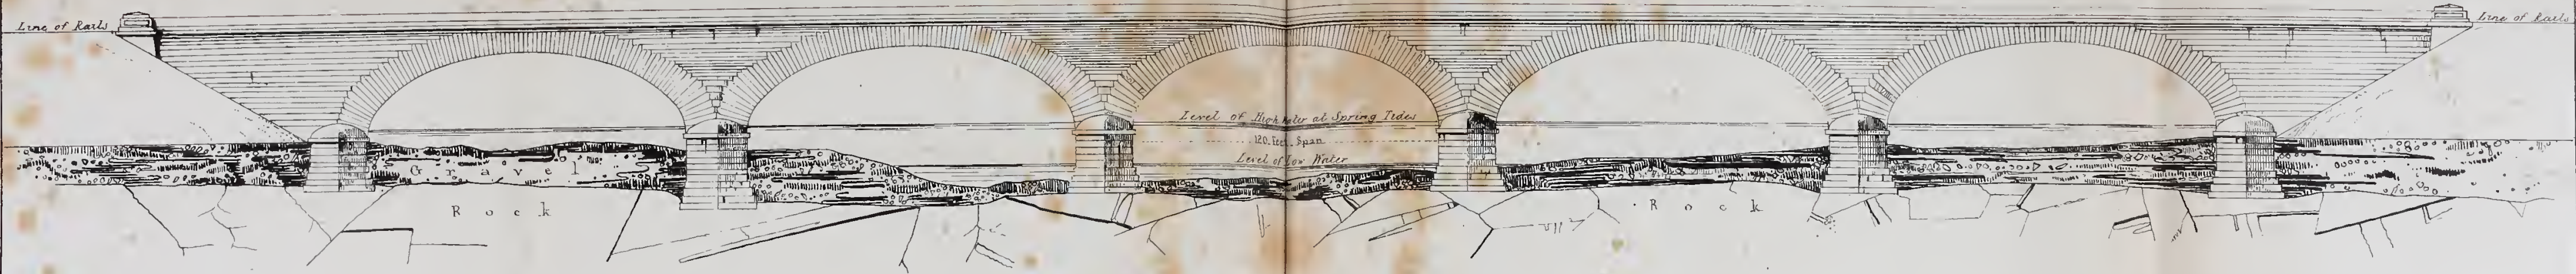 Line of Rails
Line of Rails
Level of High Water at Spring Tides
120 Feet Span
Level of Low Water
Gravel
Rock
Rock